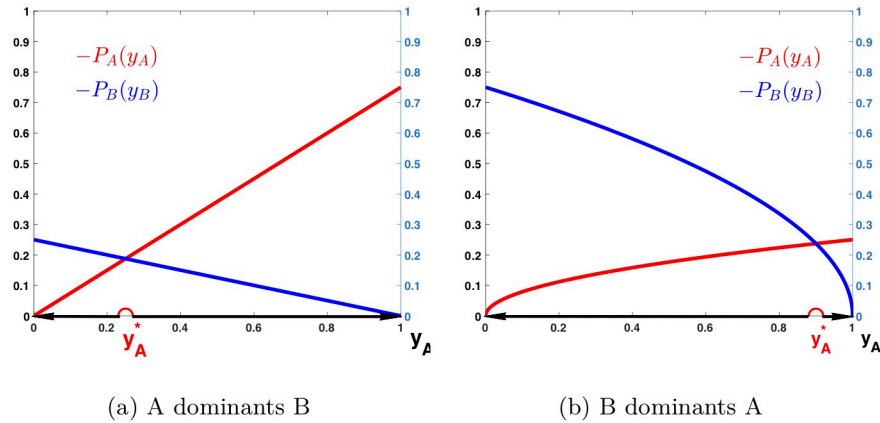 1 1 1 1
0.9 0.9 0.9 0.9
−P_A(y_A) −P_A(y_A)
0.8 0.8 0.8 0.8
−P_B(y_B) −P_B(y_B)
0.7 0.7 0.7 0.7
0.6 0.6 0.6 0.6
0.5 0.5 0.5 0.5
0.4 0.4 0.4 0.4
0.3 0.3 0.3 0.3
0.2 0.2 0.2 0.2
0.1 0.1 0.1 0.1
0 0 0 0
0 0.2 0.4 0.6 0.8 1 0 0.2 0.4 0.6 0.8 1
y_A^* y_A y_A^* y_A
(a) A dominants B (b) B dominants A